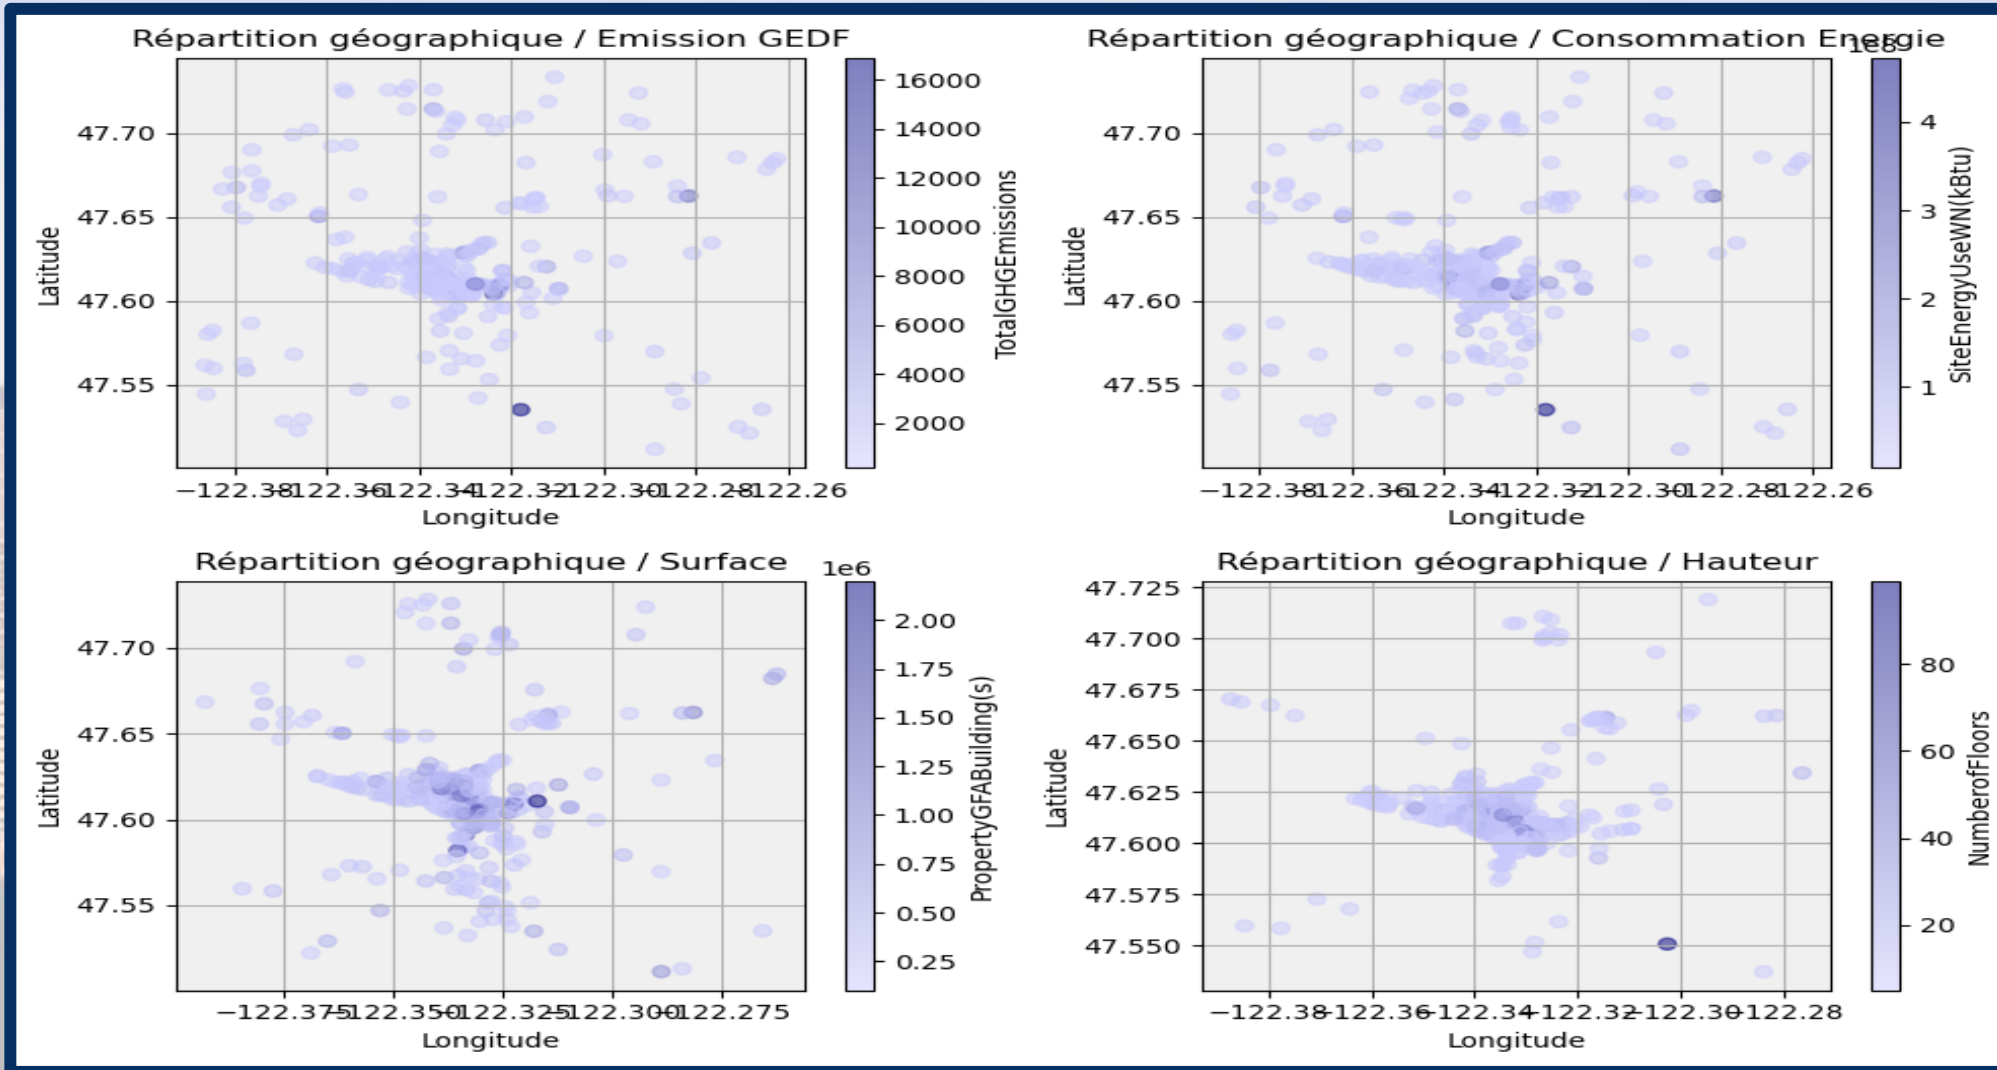 Répartition géographique / Emission GEDF
16000
14000
12000
10000
8000
6000
4000
2000
TotalGHGEmissions
47.70
47.65
47.60
47.55
Latitude
−122.38 −122.36 −122.34 −122.32 −122.30 −122.28 −122.26
Longitude
Répartition géographique / Consommation Energie
1e8
4
3
2
1
SiteEnergyUseWN(kBtu)
47.70
47.65
47.60
47.55
Latitude
−122.38 −122.36 −122.34 −122.32 −122.30 −122.28 −122.26
Longitude
Répartition géographique / Surface
1e6
2.00
1.75
1.50
1.25
1.00
0.75
0.50
0.25
PropertyGFABuilding(s)
47.70
47.65
47.60
47.55
Latitude
−122.375 −122.350 −122.325 −122.300 −122.275
Longitude
Répartition géographique / Hauteur
80
60
40
20
NumberofFloors
47.725
47.700
47.675
47.650
47.625
47.600
47.575
47.550
Latitude
−122.38 −122.36 −122.34 −122.32 −122.30 −122.28
Longitude